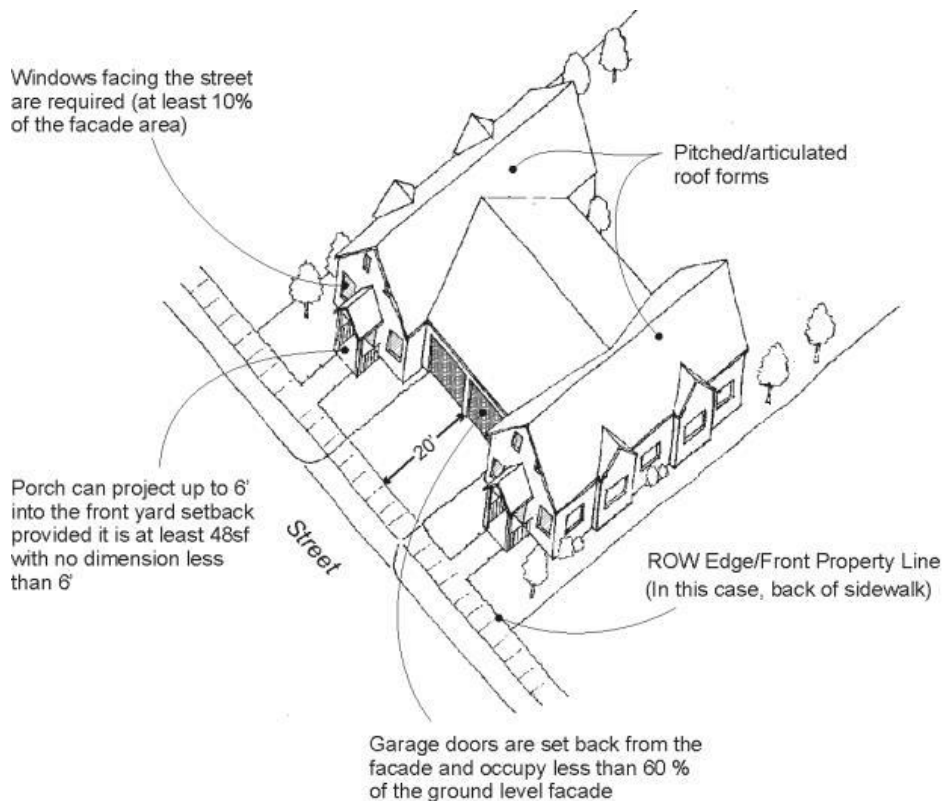 Windows facing the street
are required (at least 10%
of the facade area)
Pitched/articulated
roof forms
20'
Porch can project up to 6'
into the front yard setback
provided it is at least 48sf
with no dimension less
than 6'
Street
ROW Edge/Front Property Line
(In this case, back of sidewalk)
Garage doors are set back from the
facade and occupy less than 60 %
of the ground level facade